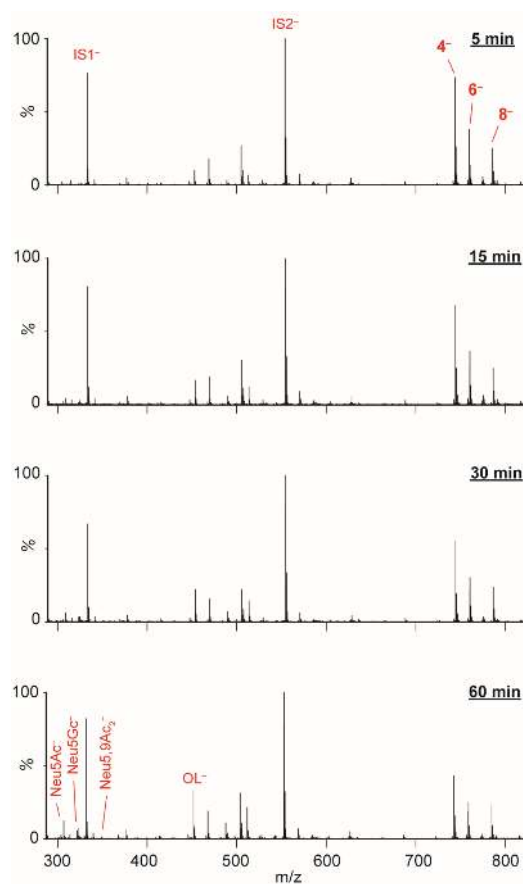 IS1⁻
IS2⁻
5 min
4⁻
6⁻
8⁻
100
%
0
15 min
100
%
0
30 min
100
%
0
60 min
100
%
0
Neu5Ac⁻
Neu5Gc⁻
Neu5,9Ac₂⁻
OL⁻
300 400 500 600 700 800
m/z